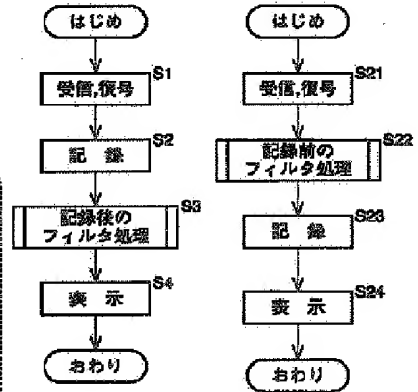 はじめ
S1
受信,復号
S2
記 録
S3
記録後の
フィルタ処理
S4
表 示
おわり
はじめ
S21
受信,復号
S22
記録前の
フィルタ処理
S23
記 録
S24
表 示
おわり